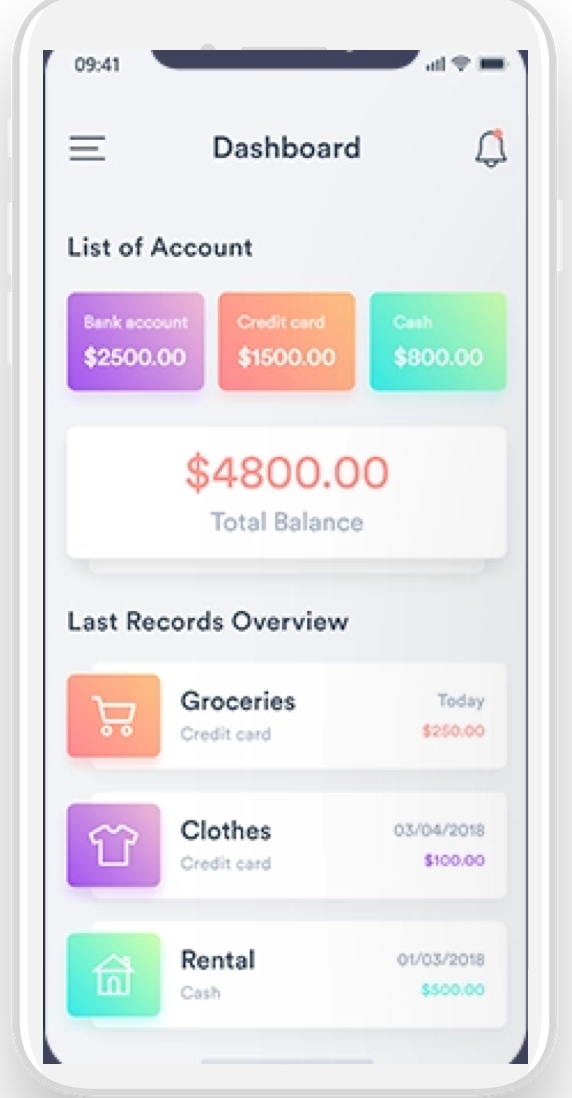 09:41
Dashboard
List of Account
Bank account
$2500.00
Credit card
$1500.00
Cash
$800.00
$4800.00
Total Balance
Last Records Overview
Groceries
Today
Credit card
$250.00
Clothes
03/04/2018
Credit card
$100.00
Rental
01/03/2018
Cash
$500.00